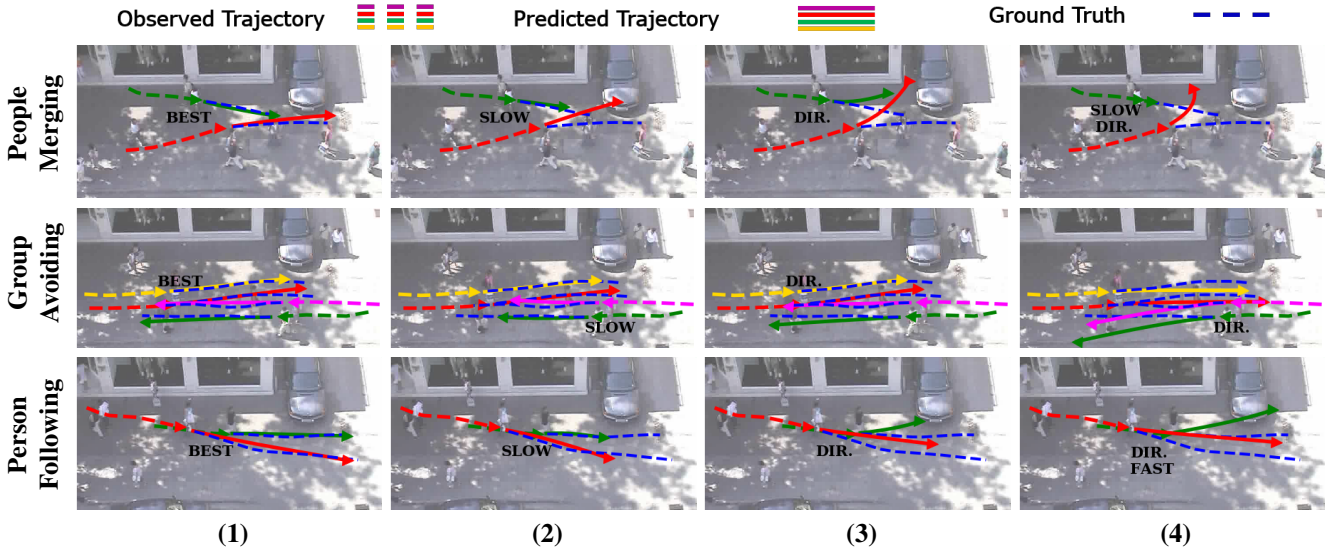 Observed Trajectory
Predicted Trajectory
Ground Truth
People
Merging
BEST
SLOW
DIR.
SLOW
DIR.
Group
Avoiding
BEST
SLOW
DIR.
DIR.
Person
Following
BEST
SLOW
DIR.
DIR.
FAST
(1)
(2)
(3)
(4)